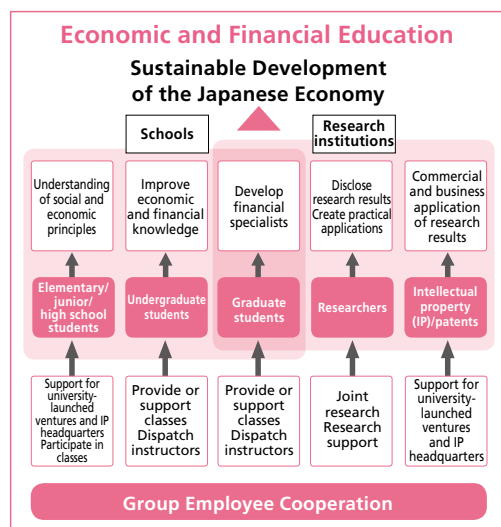 Economic and Financial Education
Sustainable Development
of the Japanese Economy
Schools
Research
institutions
Understanding
of social and
economic
principles
Improve
economic
and financial
knowledge
Develop
financial
specialists
Disclose
research results
Create practical
applications
Commercial
and business
application
of research
results
Elementary/
junior/
high school
students
Undergraduate
students
Graduate
students
Researchers
Intellectual
property
(IP)/patents
Support for
university-
launched
ventures and IP
headquarters
Participate in
classes
Provide or
support
classes
Dispatch
instructors
Provide or
support
classes
Dispatch
instructors
Joint
research
Research
support
Support for
university-
launched
ventures
and IP
headquarters
Group Employee Cooperation